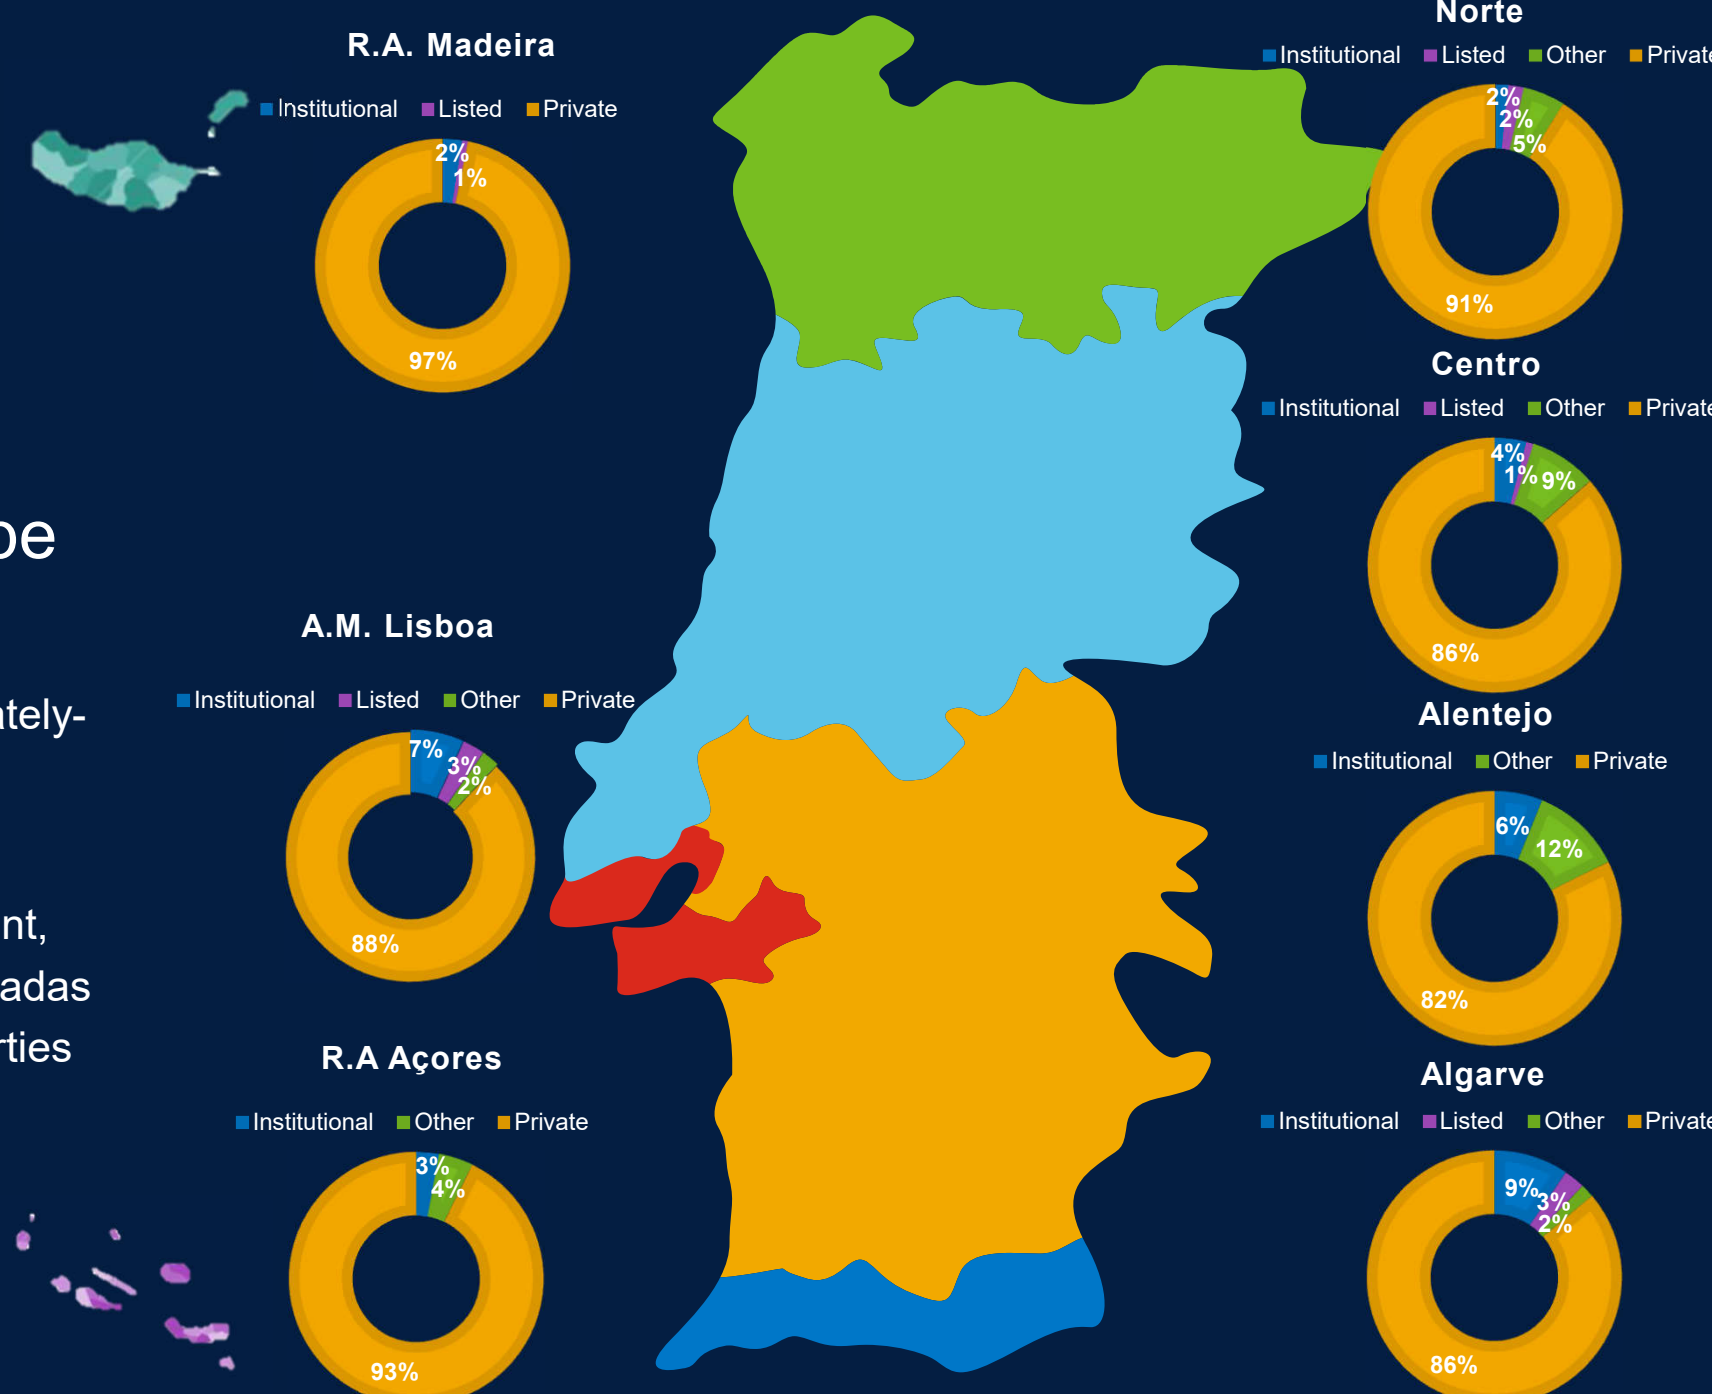 R.A. Madeira
Institutional Listed Private
2%
1%
97%
Norte
Institutional Listed Other Private
2%
2%
5%
91%
Centro
Institutional Listed Other Private
4%
1% 9%
86%
A.M. Lisboa
Institutional Listed Other Private
7%
3%
2%
88%
Alentejo
Institutional Other Private
6%
12%
82%
R.A Açores
Institutional Other Private
3%
4%
93%
Algarve
Institutional Listed Other Private
9%
3%
2%
86%
pe
ately-
nt,
adas
rties